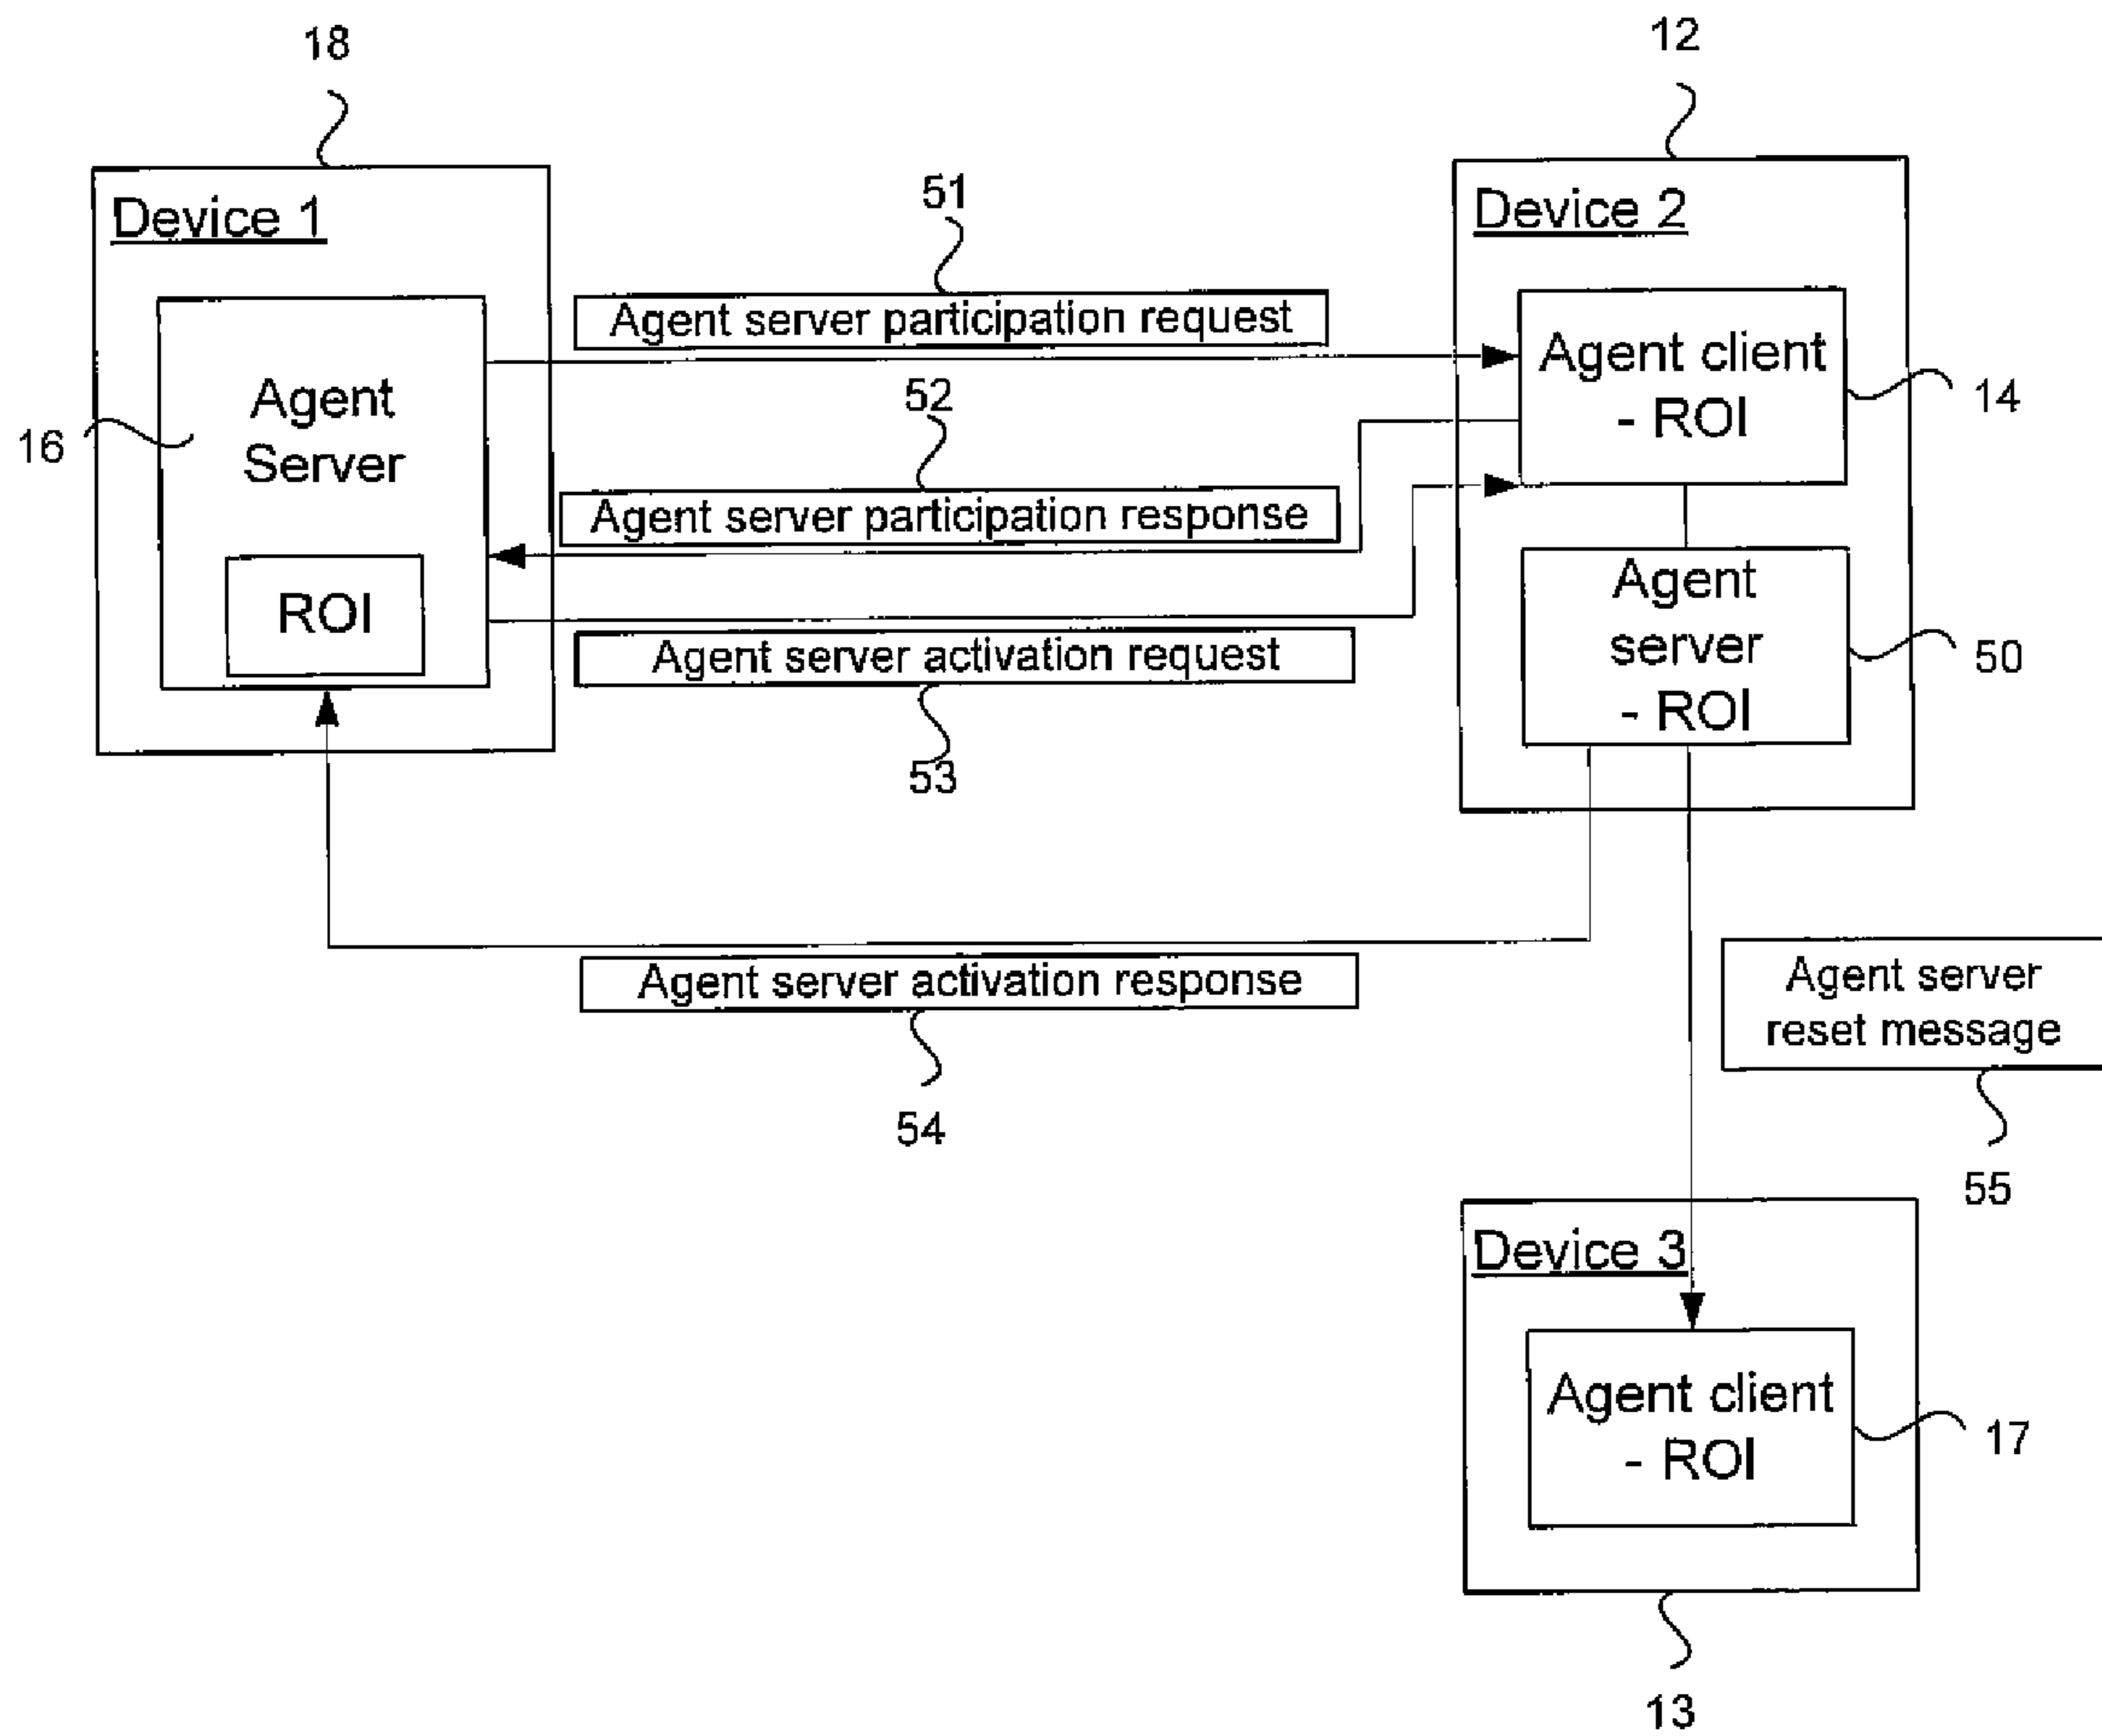 18
12
Device 1
51
Device 2
Agent server participation request
Agent client
- ROI
14
52
16
Agent
Server
Agent server participation response
ROI
Agent
server
- ROI
50
Agent server activation request
53
Agent server activation response
54
Agent server
reset message
55
Device 3
Agent client
- ROI
17
13